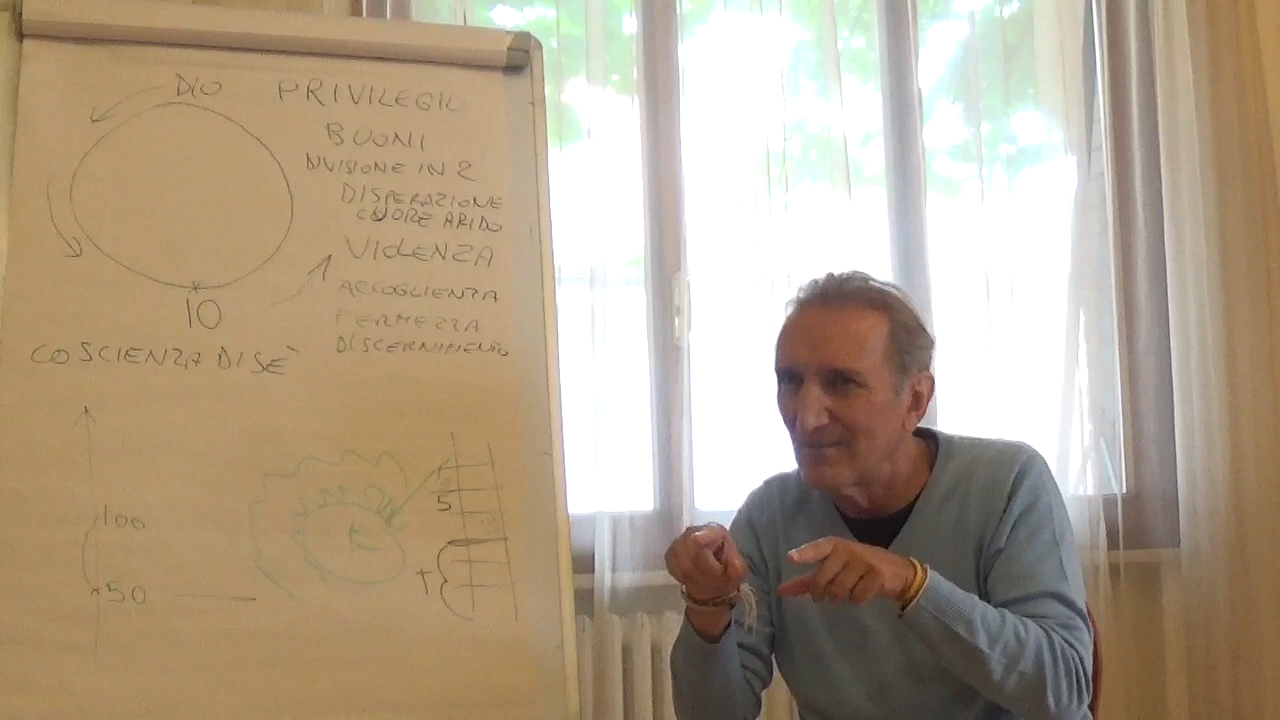 DIO PRIVILEGIO
BUONI
DIVISIONE IN 2
DISPERAZIONE
CUORE ARIDO
VIOLENZA
ACCOGLIENZA
FERMEZZA
DISCERNIMENTO
IO
COSCIENZA DI SÈ
100
50
5